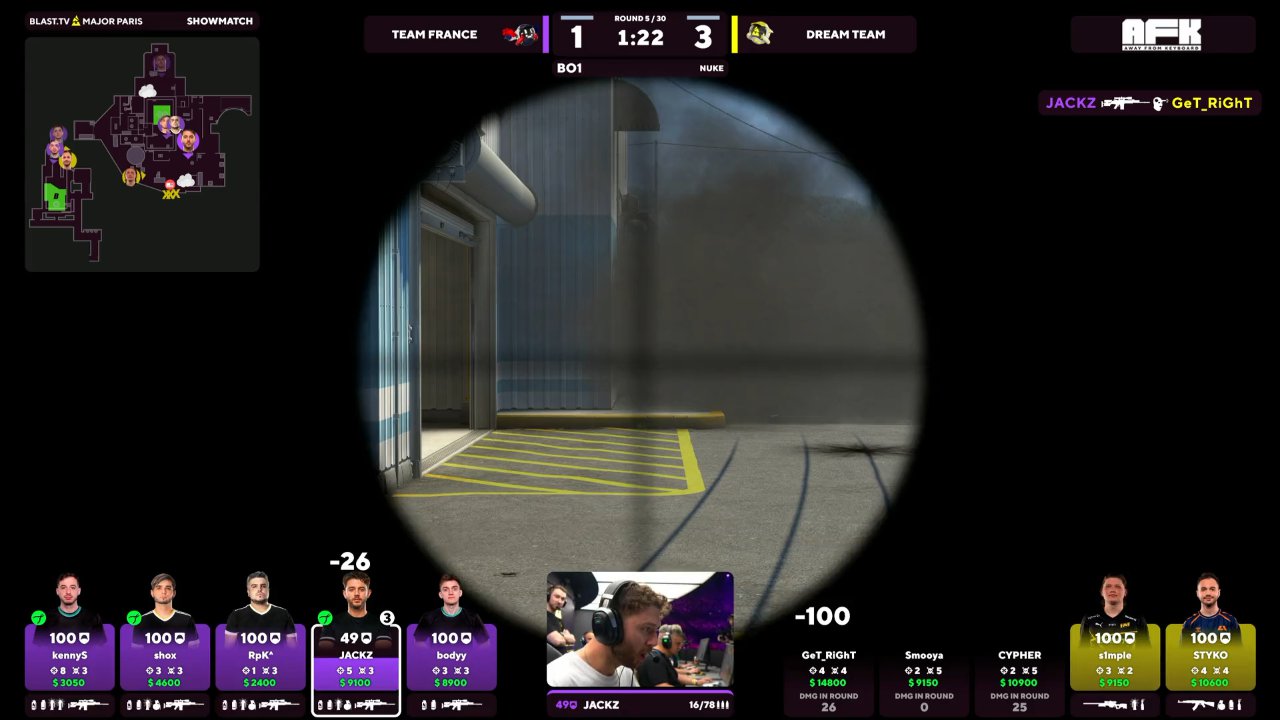 BLAST.TV MAJOR PARIS SHOWMATCH
TEAM FRANCE 1 ROUND 5 / 30 1:22 3 DREAM TEAM
BO1 NUKE
AFK
AWAY FROM KEYBOARD
JACKZ GeT_RiGhT
B
-26
-100
3
100 kennyS 8 3 $3050
100 shox 3 3 $4600
100 RpK^ 1 3 $2400
49 JACKZ 5 3 $9100
100 bodyy 3 3 $8900
49 JACKZ 16/78
GeT_RiGhT 4 4 $14800
DMG IN ROUND
26
Smooya 2 5 $9150
DMG IN ROUND
0
CYPHER 2 5 $10900
DMG IN ROUND
25
100 s1mple 3 2 $9150
100 STYKO 4 4 $10600